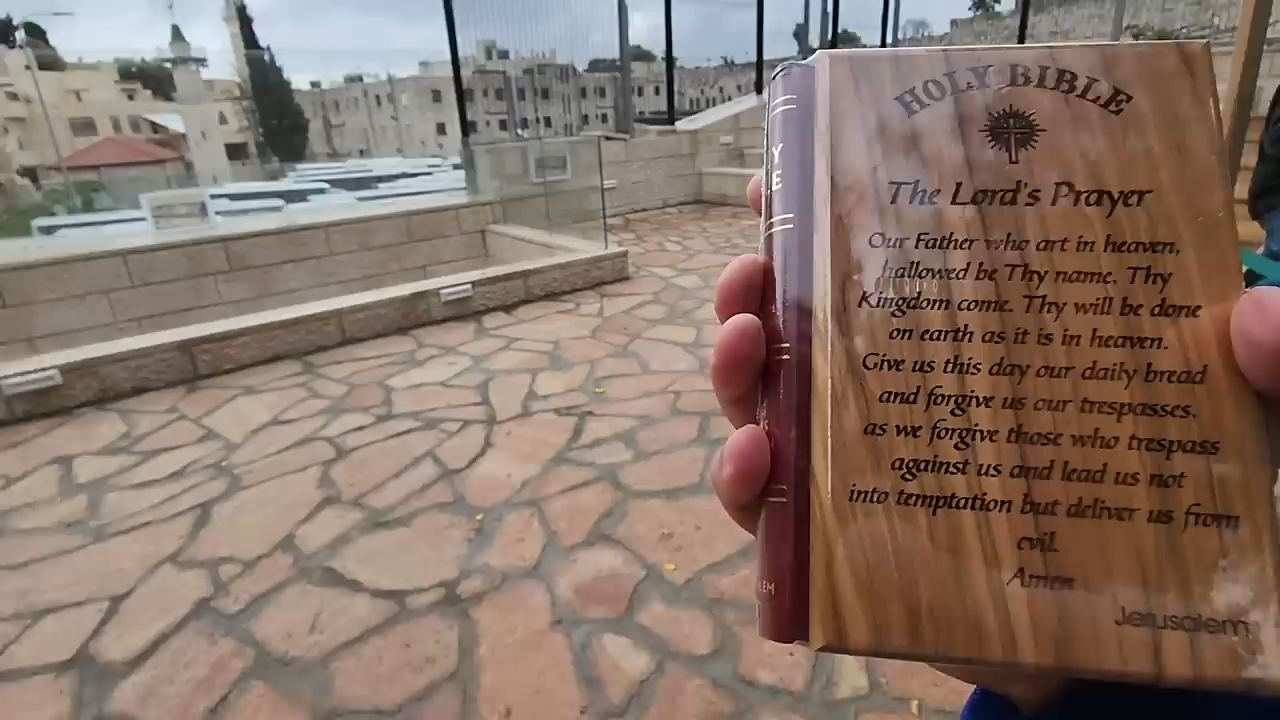 HOLY BIBLE
The Lord's Prayer
Our Father who art in heaven,
hallowed be Thy name. Thy
Kingdom come. Thy will be done
on earth as it is in heaven.
Give us this day our daily bread
and forgive us our trespasses.
as we forgive those who trespass
against us and lead us not
into temptation but deliver us from
evil.
Amen
Jerusalem